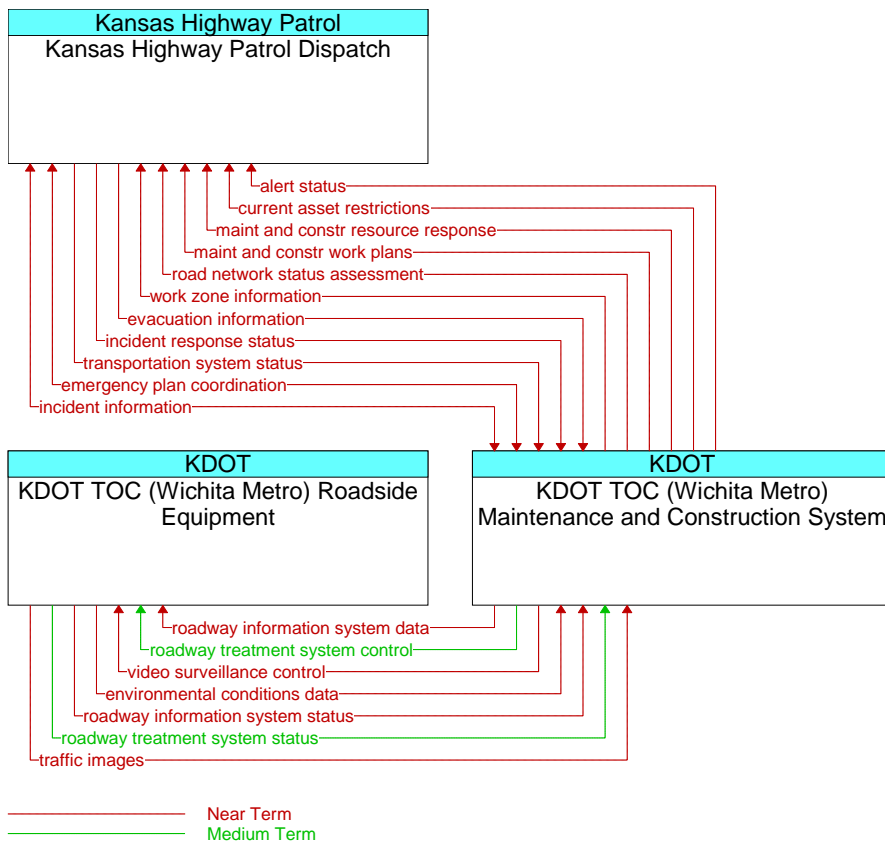 Kansas Highway Patrol
Kansas Highway Patrol Dispatch
alert status
current asset restrictions
maint and constr resource response
maint and constr work plans
road network status assessment
work zone information
evacuation information
incident response status
transportation system status
emergency plan coordination
incident information
KDOT
KDOT TOC (Wichita Metro) Roadside
Equipment
KDOT
KDOT TOC (Wichita Metro)
Maintenance and Construction System
roadway information system data
roadway treatment system control
video surveillance control
environmental conditions data
roadway information system status
roadway treatment system status
traffic images
Near Term
Medium Term